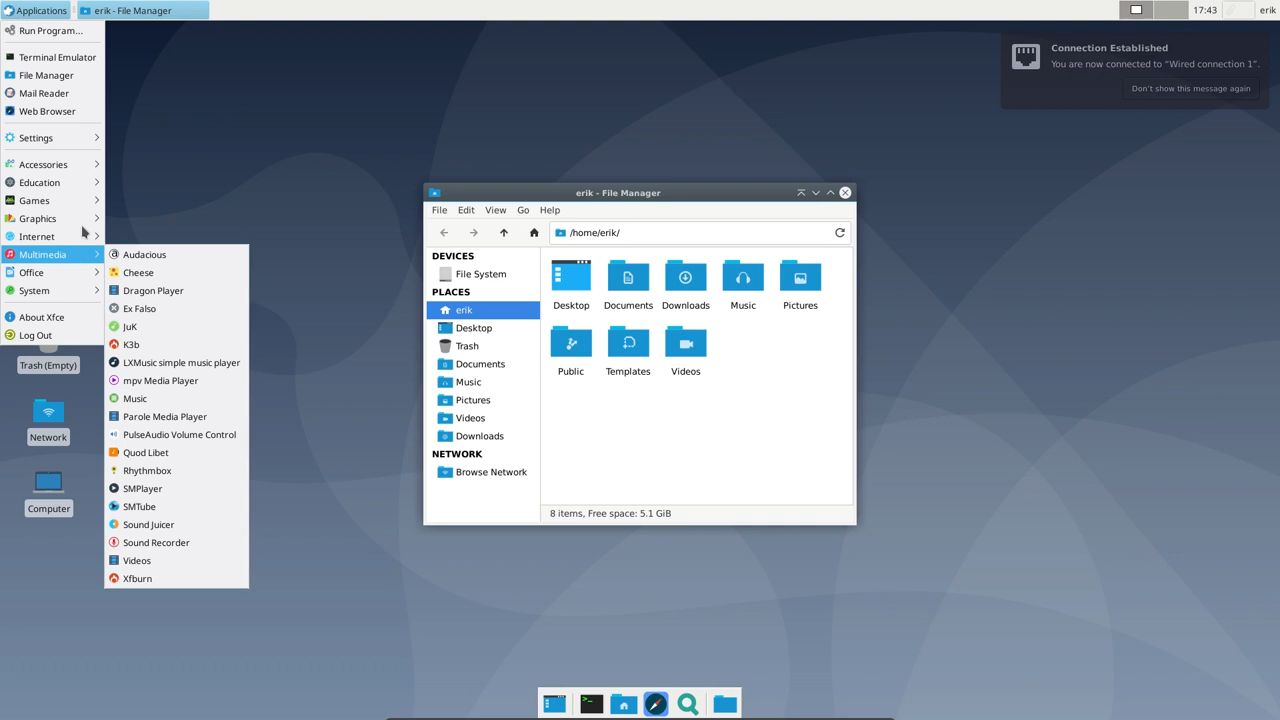 Applications
erik - File Manager
17:43
erik
Run Program...
Terminal Emulator
File Manager
Mail Reader
Web Browser
Settings
Accessories
Education
Games
Graphics
Internet
Multimedia
Office
System
About Xfce
Log Out
Audacious
Cheese
Dragon Player
Ex Falso
JuK
K3b
LXMusic simple music player
mpv Media Player
Music
Parole Media Player
PulseAudio Volume Control
Quod Libet
Rhythmbox
SMPlayer
SMTube
Sound Juicer
Sound Recorder
Videos
Xfburn
Trash (Empty)
Network
Computer
erik - File Manager
File Edit View Go Help
/home/erik/
DEVICES
File System
PLACES
erik
Desktop
Trash
Documents
Music
Pictures
Videos
Downloads
NETWORK
Browse Network
Desktop Documents Downloads Music Pictures
Public Templates Videos
8 items, Free space: 5.1 GiB
Connection Established
You are now connected to “Wired connection 1”.
Don't show this message again